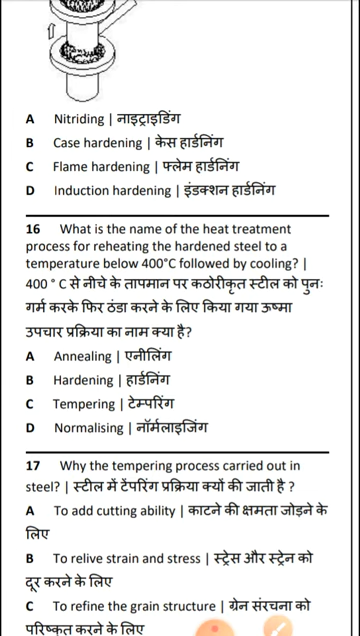 A Nitriding | नाइट्राइडिंग
B Case hardening | केस हार्डनिंग
C Flame hardening | फ्लेम हार्डनिंग
D Induction hardening | इंडक्शन हार्डनिंग
16 What is the name of the heat treatment
process for reheating the hardened steel to a
temperature below 400°C followed by cooling? |
400 ° C से नीचे के तापमान पर कठोरीकृत स्टील को पुनः
गर्म करके फिर ठंडा करने के लिए किया गया ऊष्मा
उपचार प्रक्रिया का नाम क्या है?
A Annealing | एनीलिंग
B Hardening | हार्डनिंग
C Tempering | टेम्परिंग
D Normalising | नॉर्मलाइजिंग
17 Why the tempering process carried out in
steel? | स्टील में टेंपरिंग प्रक्रिया क्यों की जाती है ?
A To add cutting ability | काटने की क्षमता जोड़ने के
लिए
B To relive strain and stress | स्ट्रेस और स्ट्रेन को
दूर करने के लिए
C To refine the grain structure | ग्रेन संरचना को
परिष्कृत करने के लिए